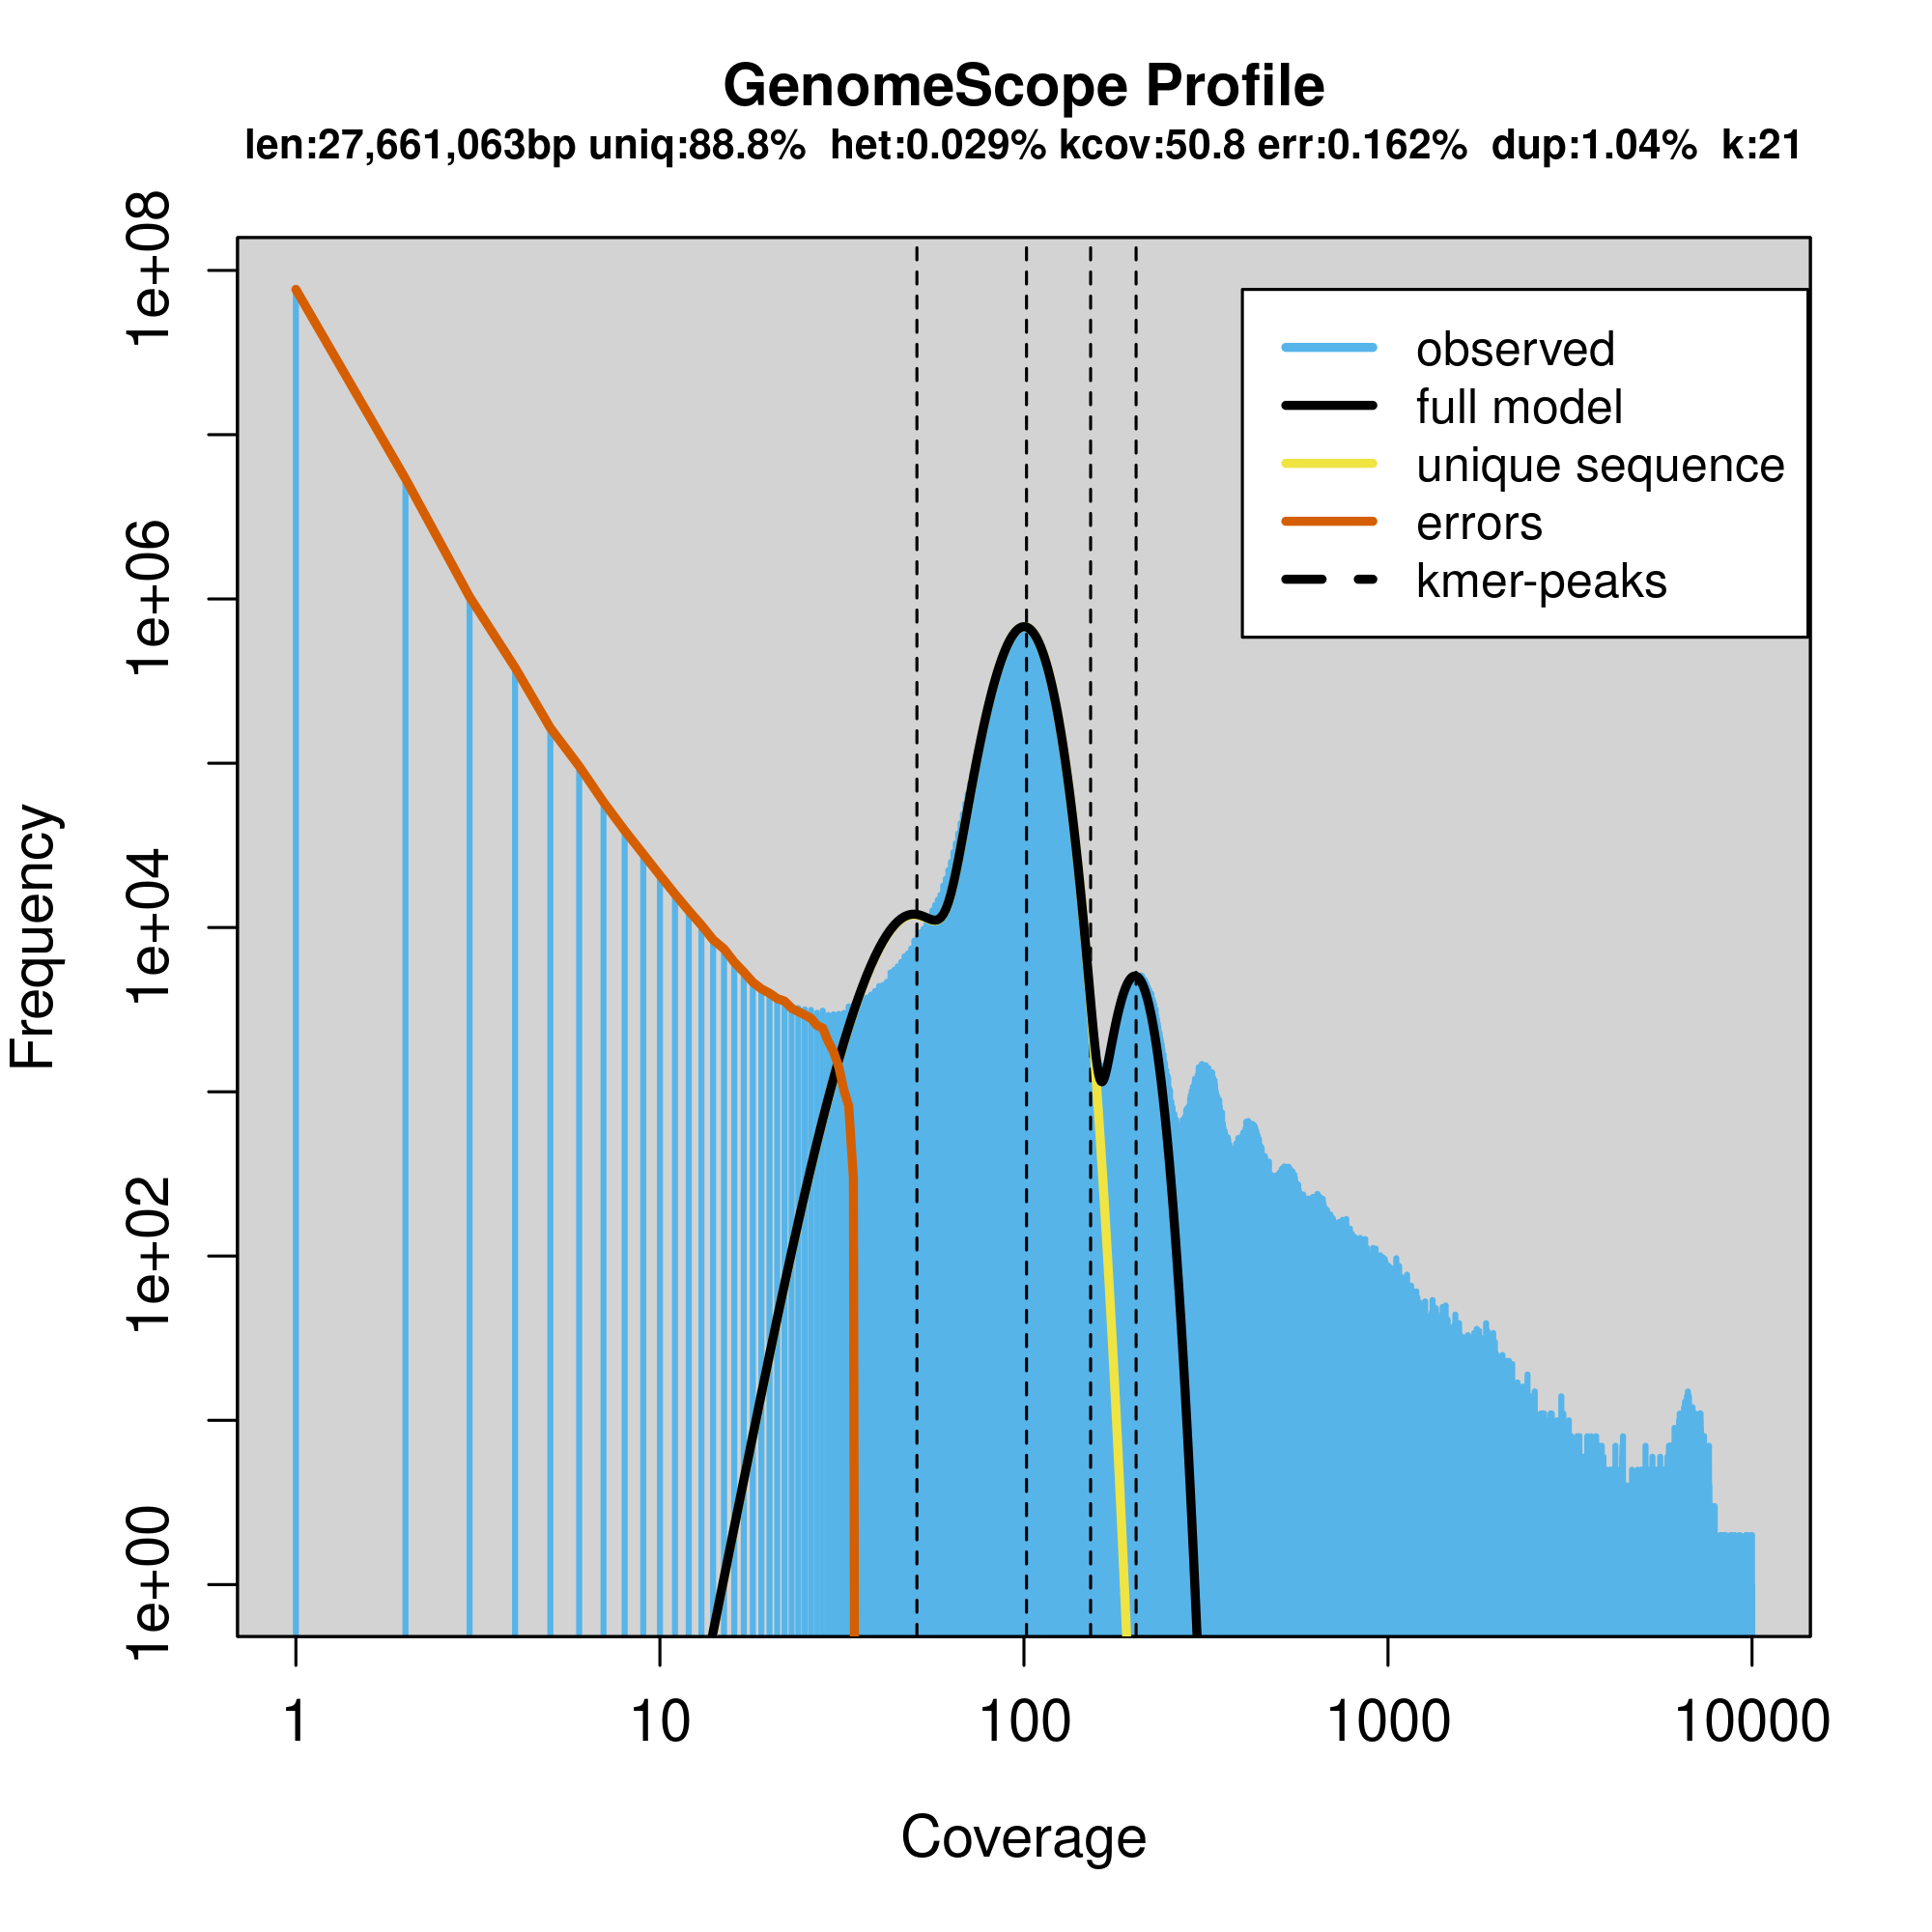 GenomeScope Profile
len:27,661,063bp uniq:88.8% het:0.029% kcov:50.8 err:0.162% dup:1.04% k:21
1e+08
1e+06
1e+04
1e+02
1e+00
Frequency
observed
full model
unique sequence
errors
kmer-peaks
1
10
100
1000
10000
Coverage